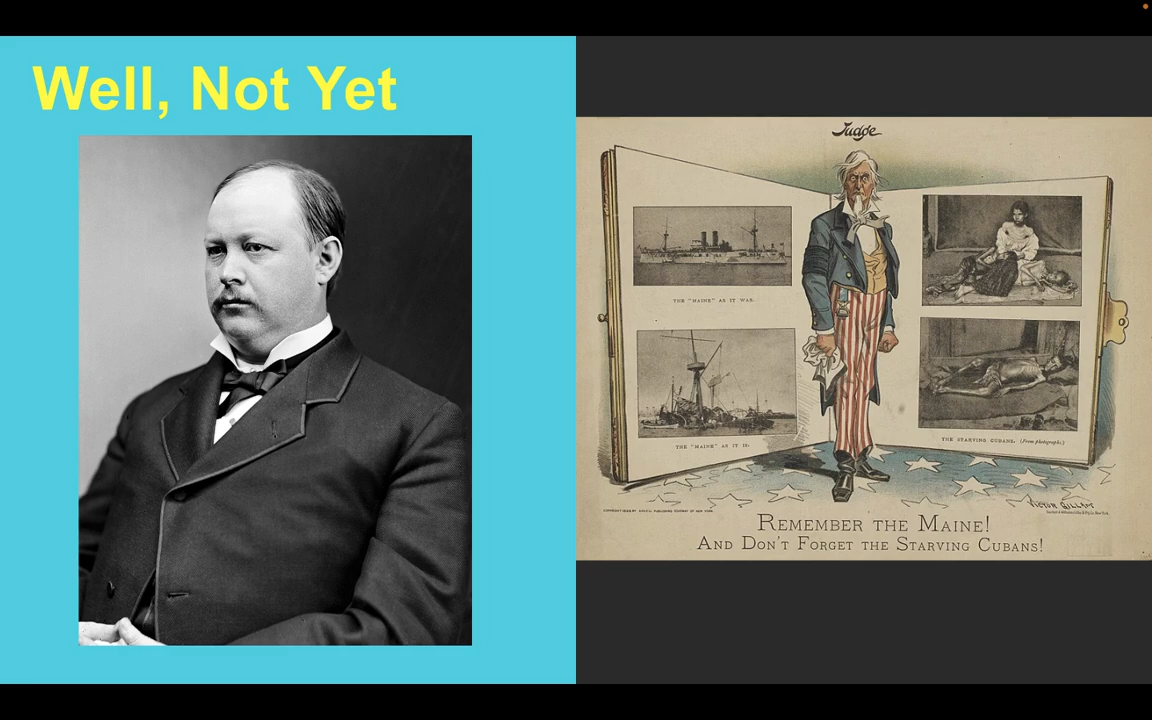 Well, Not Yet
Judge
THE "MAINE" AS IT WAS.
THE "MAINE" AS IT IS.
THE STARVING CUBANS. (From photographs.)
VICTOR GILLAM
REMEMBER THE MAINE!
AND DON'T FORGET THE STARVING CUBANS!